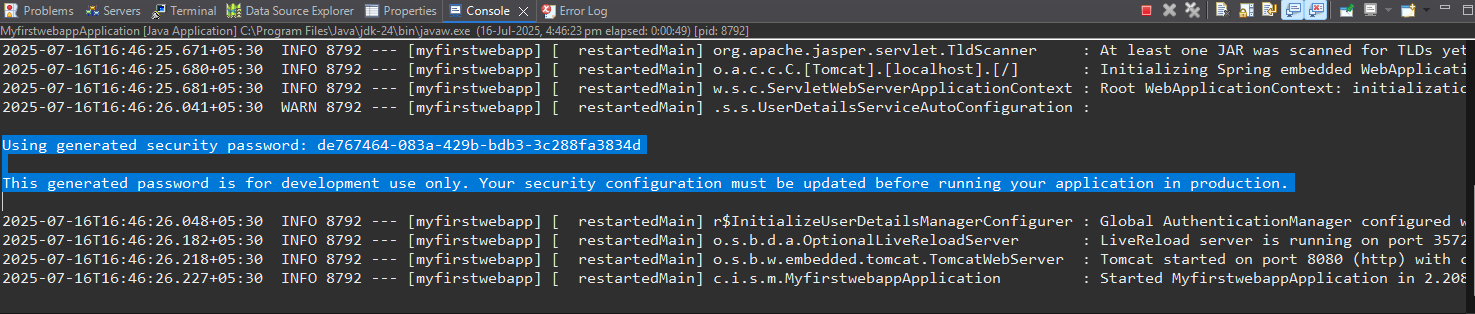 Problems Servers Terminal Data Source Explorer Properties Console Error Log
MyfirstwebappApplication [Java Application] C:\Program Files\Java\jdk-24\bin\javaw.exe (16-Jul-2025, 4:46:23 pm elapsed: 0:00:49) [pid: 8792]
2025-07-16T16:46:25.671+05:30  INFO 8792 --- [myfirstwebapp] [  restartedMain] org.apache.jasper.servlet.TldScanner     : At least one JAR was scanned for TLDs yet
2025-07-16T16:46:25.680+05:30  INFO 8792 --- [myfirstwebapp] [  restartedMain] o.a.c.c.C.[Tomcat].[localhost].[/]       : Initializing Spring embedded WebApplicati
2025-07-16T16:46:25.681+05:30  INFO 8792 --- [myfirstwebapp] [  restartedMain] w.s.c.ServletWebServerApplicationContext : Root WebApplicationContext: initializatio
2025-07-16T16:46:26.041+05:30  WARN 8792 --- [myfirstwebapp] [  restartedMain] .s.s.UserDetailsServiceAutoConfiguration :
Using generated security password: de767464-083a-429b-bdb3-3c288fa3834d
This generated password is for development use only. Your security configuration must be updated before running your application in production.
2025-07-16T16:46:26.048+05:30  INFO 8792 --- [myfirstwebapp] [  restartedMain] r$InitializeUserDetailsManagerConfigurer : Global AuthenticationManager configured w
2025-07-16T16:46:26.182+05:30  INFO 8792 --- [myfirstwebapp] [  restartedMain] o.s.b.d.a.OptionalLiveReloadServer       : LiveReload server is running on port 3572
2025-07-16T16:46:26.218+05:30  INFO 8792 --- [myfirstwebapp] [  restartedMain] o.s.b.w.embedded.tomcat.TomcatWebServer  : Tomcat started on port 8080 (http) with c
2025-07-16T16:46:26.227+05:30  INFO 8792 --- [myfirstwebapp] [  restartedMain] c.i.s.m.MyfirstwebappApplication         : Started MyfirstwebappApplication in 2.208